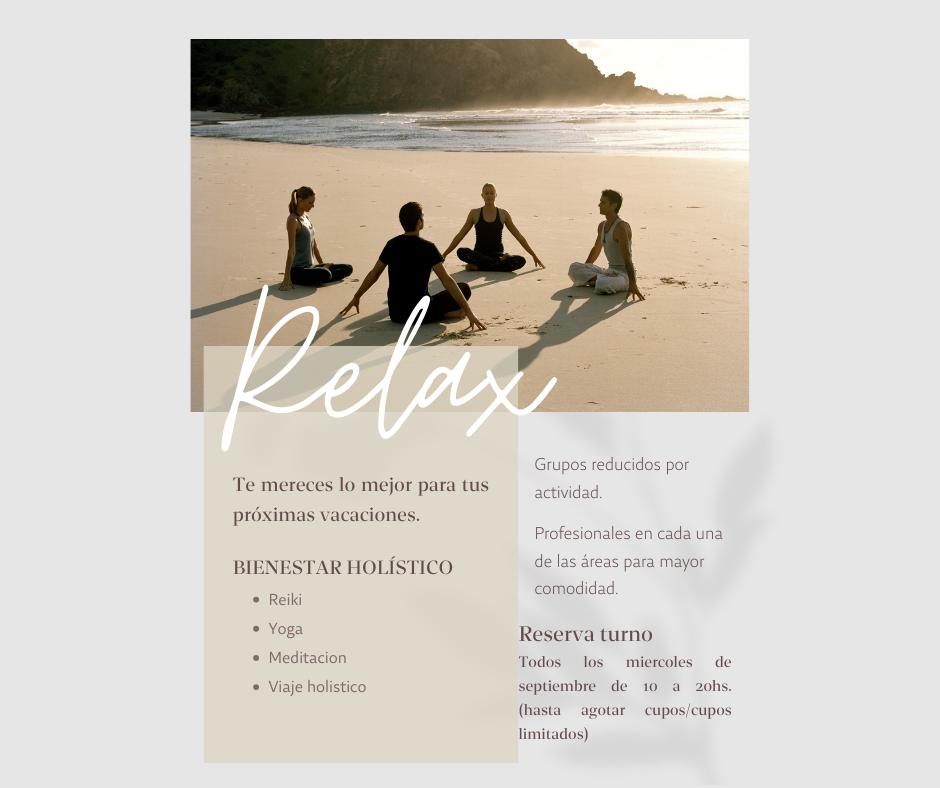 Relax
Te mereces lo mejor para tus
próximas vacaciones.
BIENESTAR HOLÍSTICO
• Reiki
• Yoga
• Meditacion
• Viaje holistico
Grupos reducidos por
actividad.
Profesionales en cada una
de las áreas para mayor
comodidad.
Reserva turno
Todos los miercoles de
septiembre de 10 a 20hs.
(hasta agotar cupos/cupos
limitados)